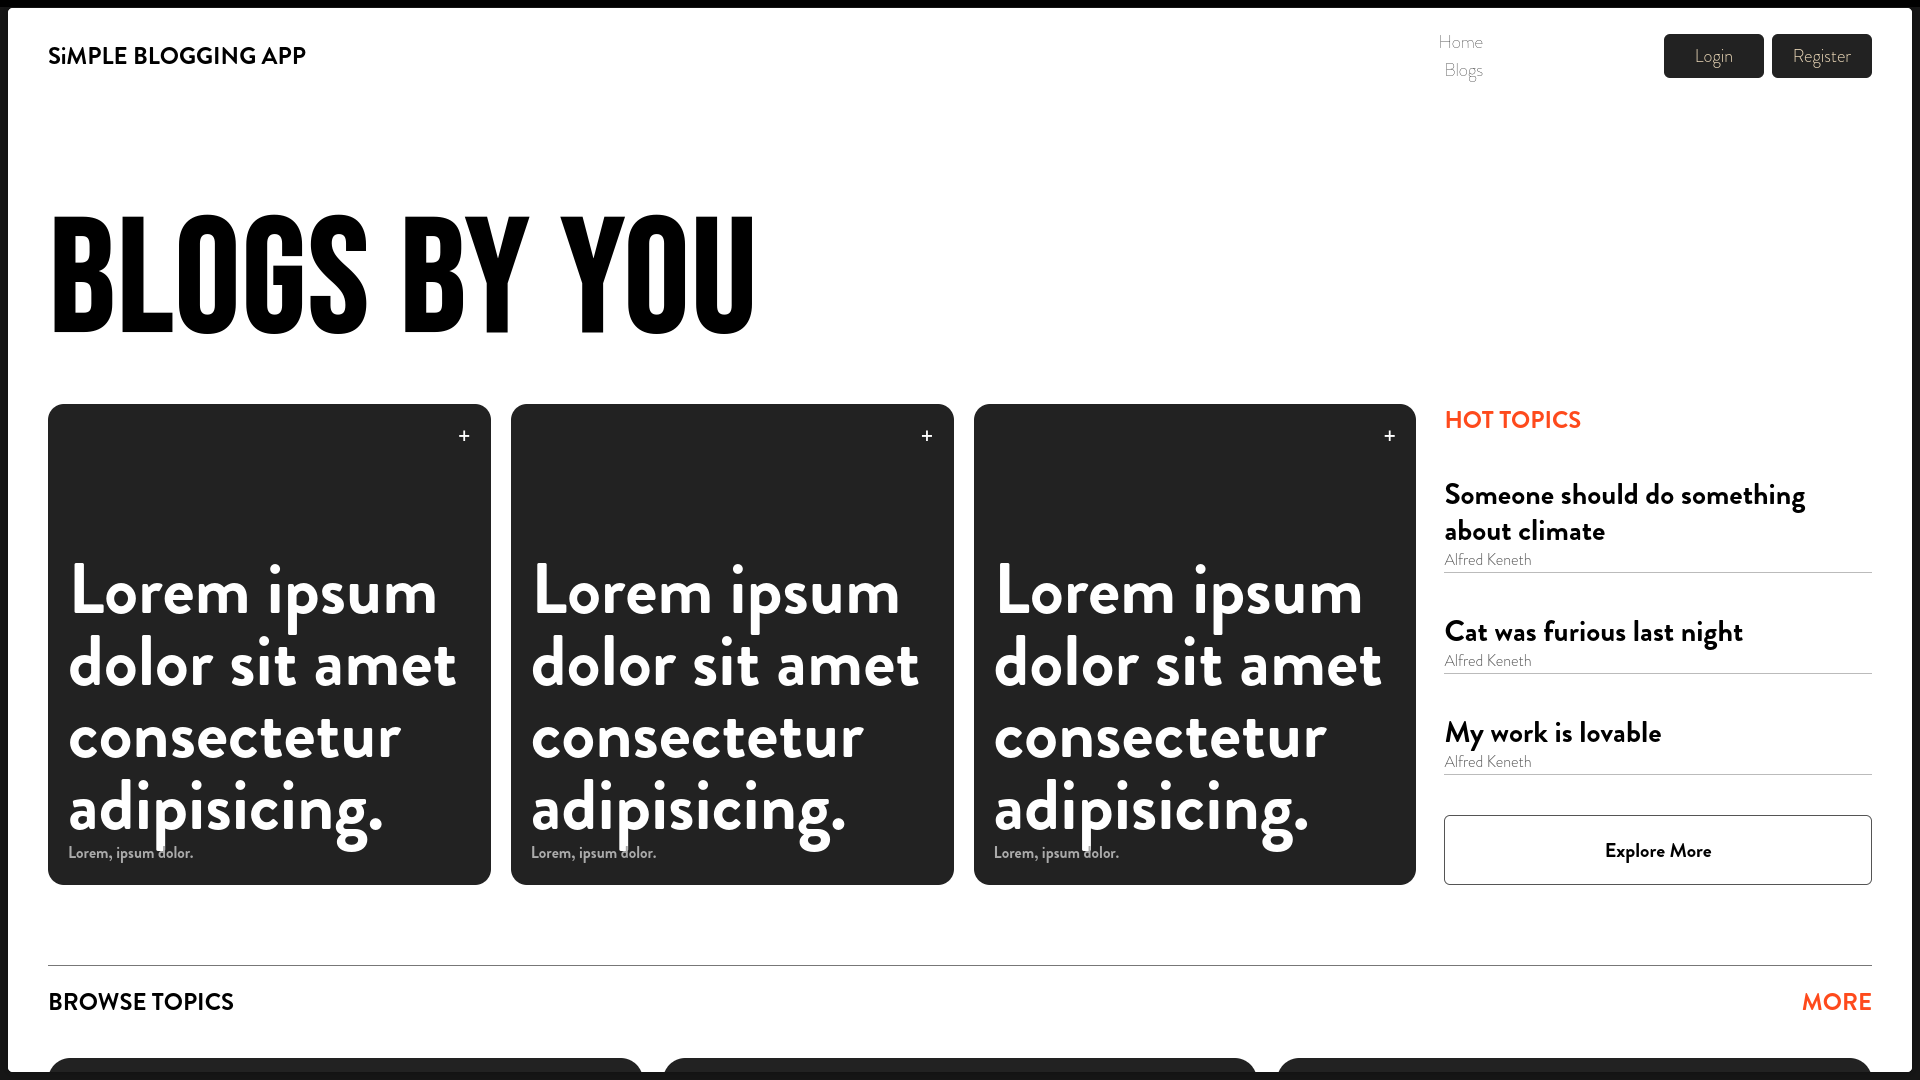 SiMPLE BLOGGING APP
Home
Blogs
Login
Register
BLOGS BY YOU
+
Lorem ipsum
dolor sit amet
consectetur
adipisicing.
Lorem, ipsum dolor.
+
Lorem ipsum
dolor sit amet
consectetur
adipisicing.
Lorem, ipsum dolor.
+
Lorem ipsum
dolor sit amet
consectetur
adipisicing.
Lorem, ipsum dolor.
HOT TOPICS
Someone should do something
about climate
Alfred Keneth
Cat was furious last night
Alfred Keneth
My work is lovable
Alfred Keneth
Explore More
BROWSE TOPICS
MORE